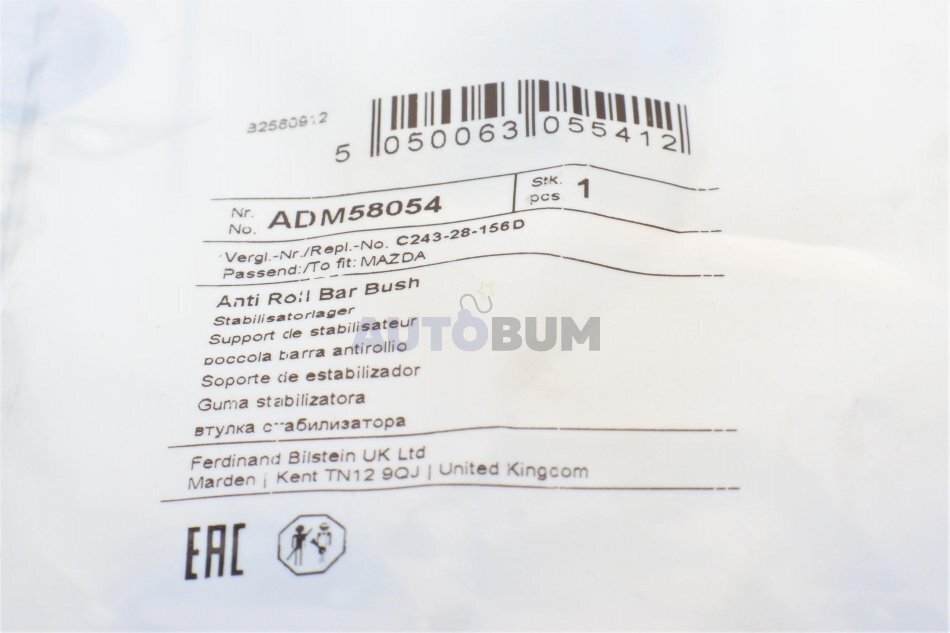 32580912
5 050063 055412
Nr. No. ADM58054 Stk. pcs 1
Vergl.-Nr./Repl.-No. C243-28-156D
Passend:/To fit: MAZDA
Anti Roll Bar Bush
Stabilisatorlager
Support de stabilisateur
boccola barra antirollio
Soporte de estabilizador
Guma stabilizatora
втулка стабилизатора
Ferdinand Bilstein UK Ltd
Marden | Kent TN12 9QJ | United Kingdom
EAC
AUTOBUM